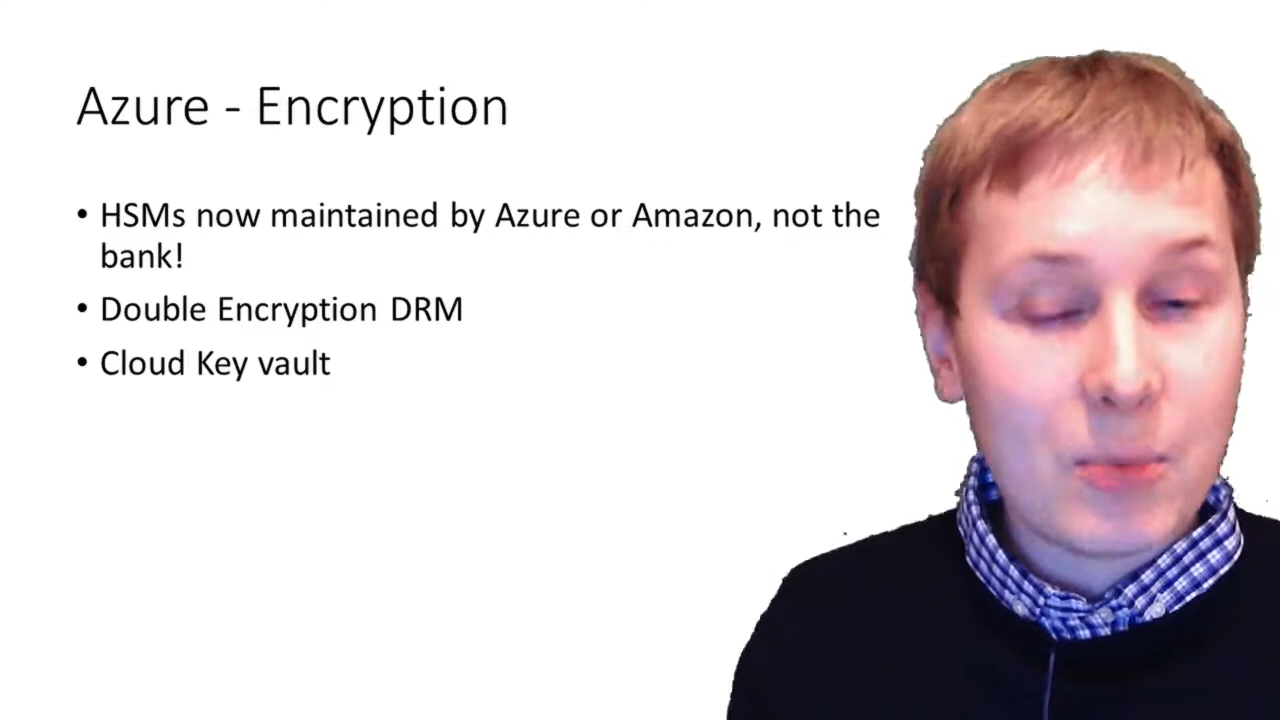 Azure - Encryption
• HSMs now maintained by Azure or Amazon, not the
bank!
• Double Encryption DRM
• Cloud Key vault